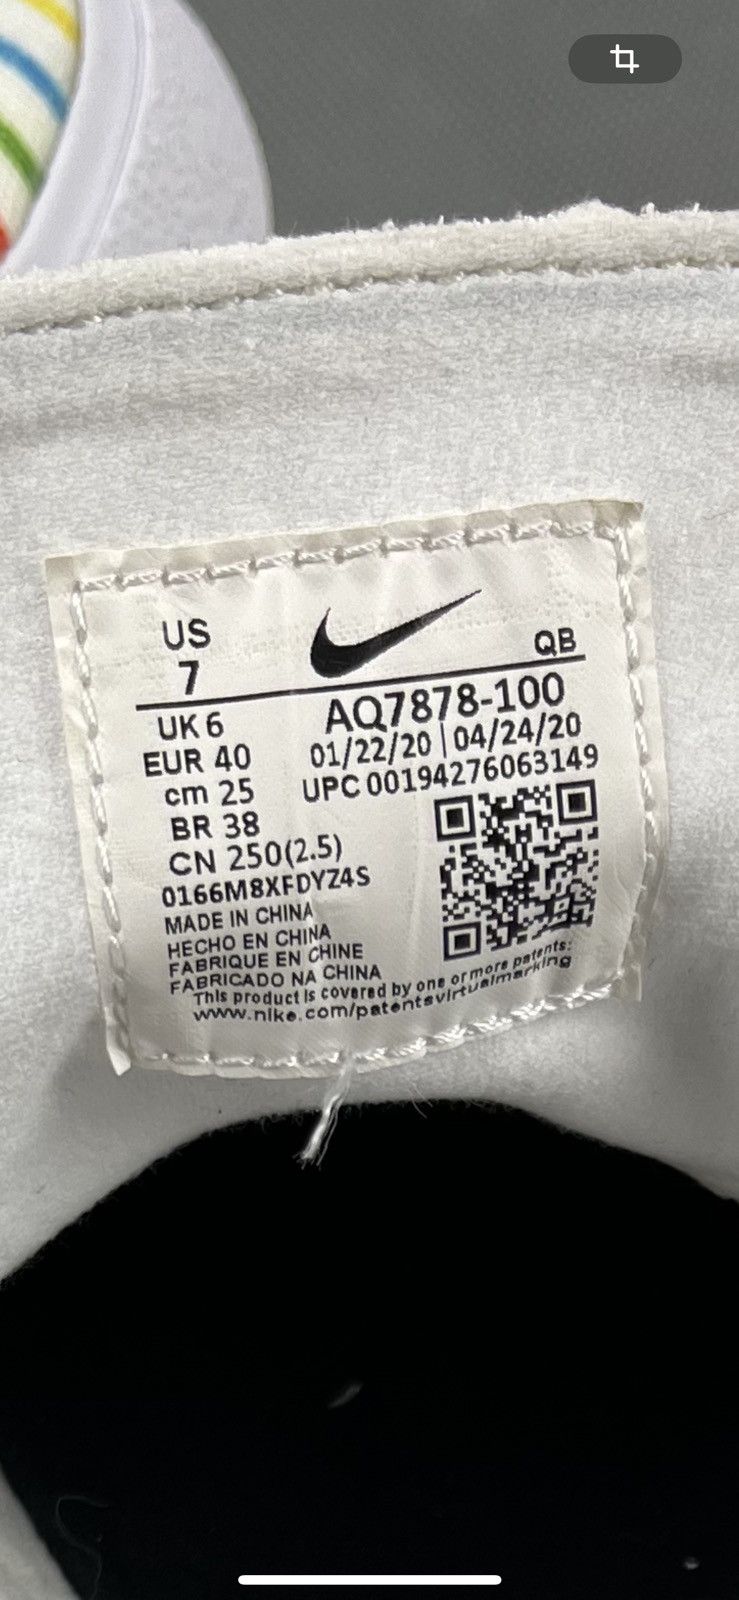 US
7
QB
UK 6
EUR 40
cm 25
BR 38
CN 250(2.5)
AQ7878-100
01/22/20 | 04/24/20
UPC 00194276063149
0166M8XFDYZ4S
MADE IN CHINA
HECHO EN CHINA
FABRIQUE EN CHINE
FABRICADO NA CHINA
This product is covered by one or more patents:
www.nike.com/patentsvirtualmarking